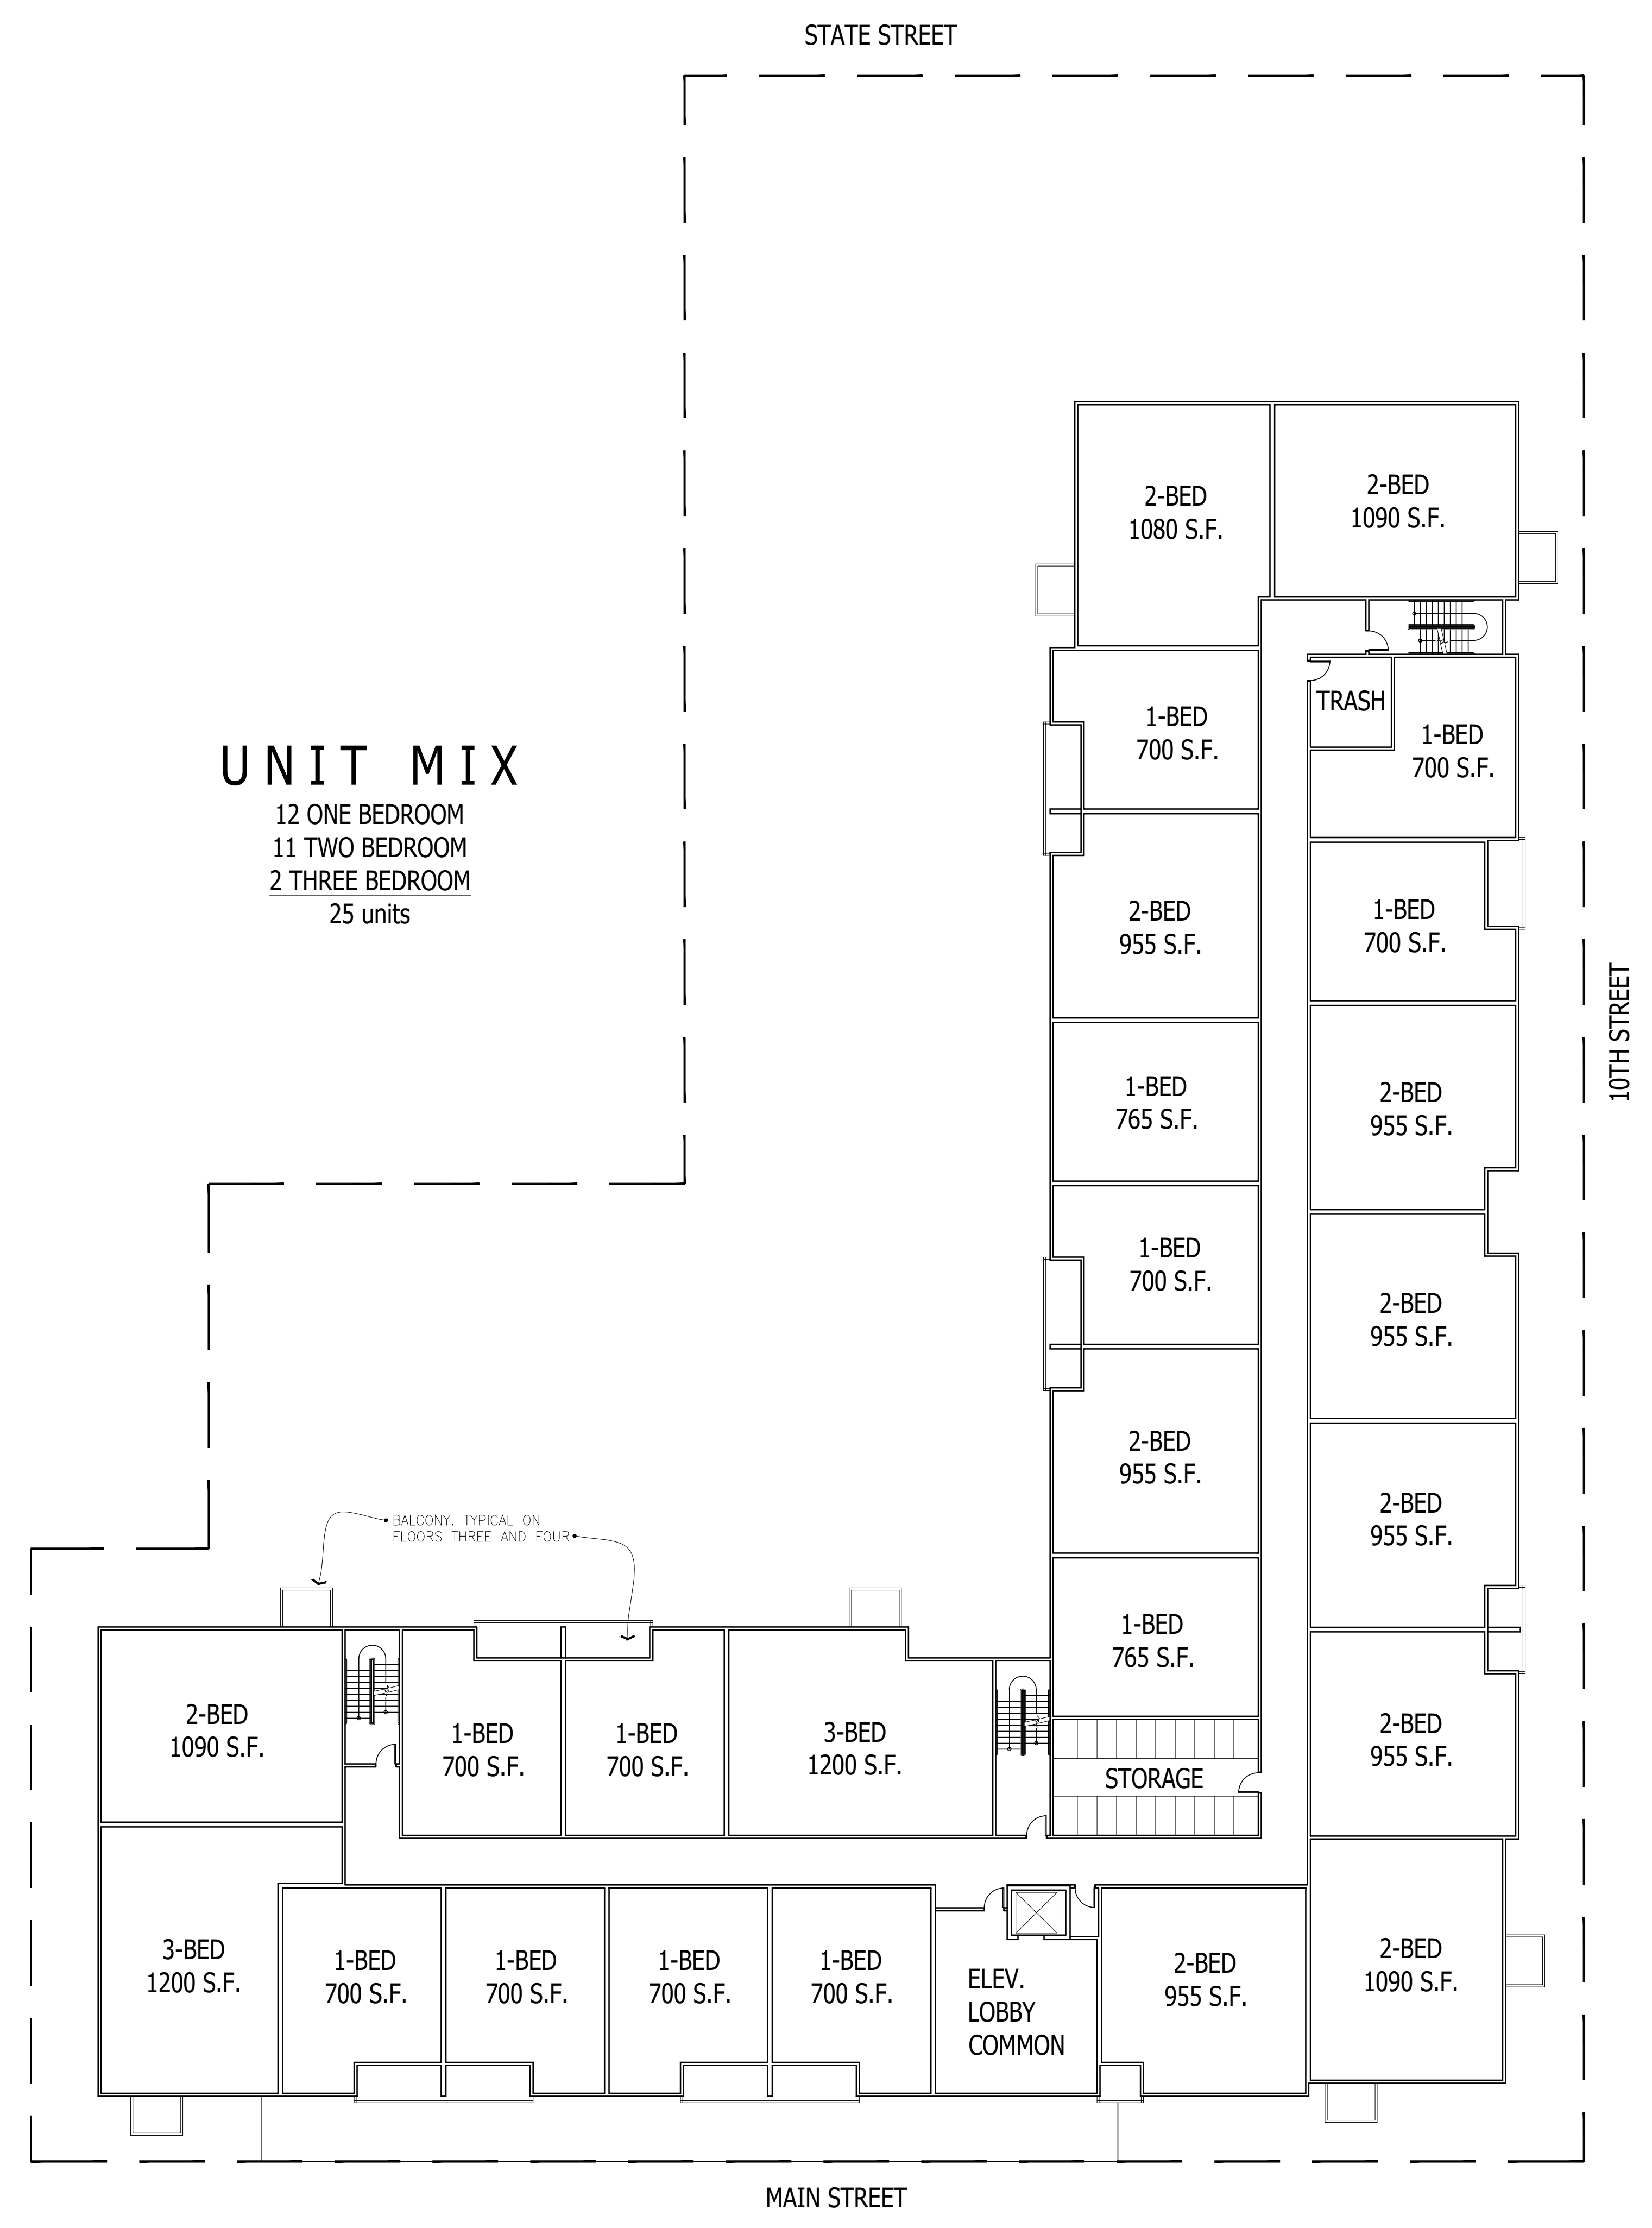 STATE STREET
2-BED
1080 S.F.
2-BED
1090 S.F.
TRASH
1-BED
700 S.F.
1-BED
700 S.F.
UNIT MIX
12 ONE BEDROOM
11 TWO BEDROOM
2 THREE BEDROOM
25 units
2-BED
955 S.F.
1-BED
700 S.F.
10TH STREET
1-BED
765 S.F.
2-BED
955 S.F.
1-BED
700 S.F.
2-BED
955 S.F.
2-BED
955 S.F.
2-BED
955 S.F.
BALCONY. TYPICAL ON
FLOORS THREE AND FOUR
1-BED
765 S.F.
2-BED
1090 S.F.
1-BED
700 S.F.
1-BED
700 S.F.
3-BED
1200 S.F.
STORAGE
2-BED
955 S.F.
3-BED
1200 S.F.
1-BED
700 S.F.
1-BED
700 S.F.
1-BED
700 S.F.
1-BED
700 S.F.
ELEV.
LOBBY
COMMON
2-BED
955 S.F.
2-BED
1090 S.F.
MAIN STREET